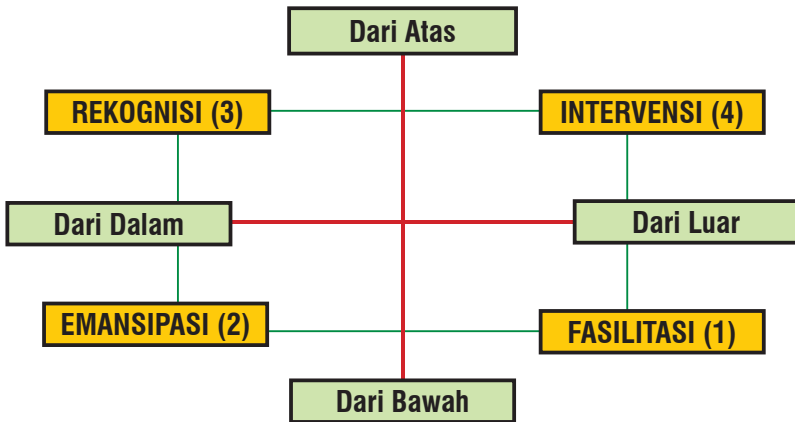 Dari Atas
REKOGNISI (3)
INTERVENSI (4)
Dari Dalam
Dari Luar
EMANSIPASI (2)
FASILITASI (1)
Dari Bawah